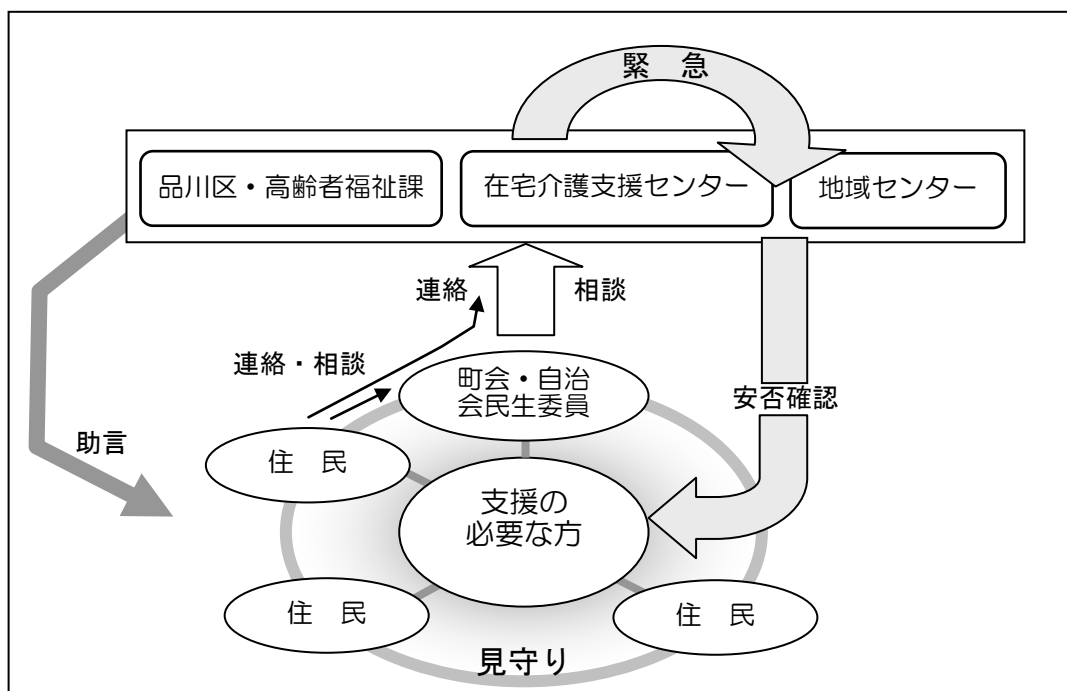 緊　急
品川区・高齢者福祉課
在宅介護支援センター
地域センター
連絡
相談
連絡・相談
町会・自治
会民生委員
安否確認
助言
住　民
支援の
必要な方
住　民
住　民
見守り